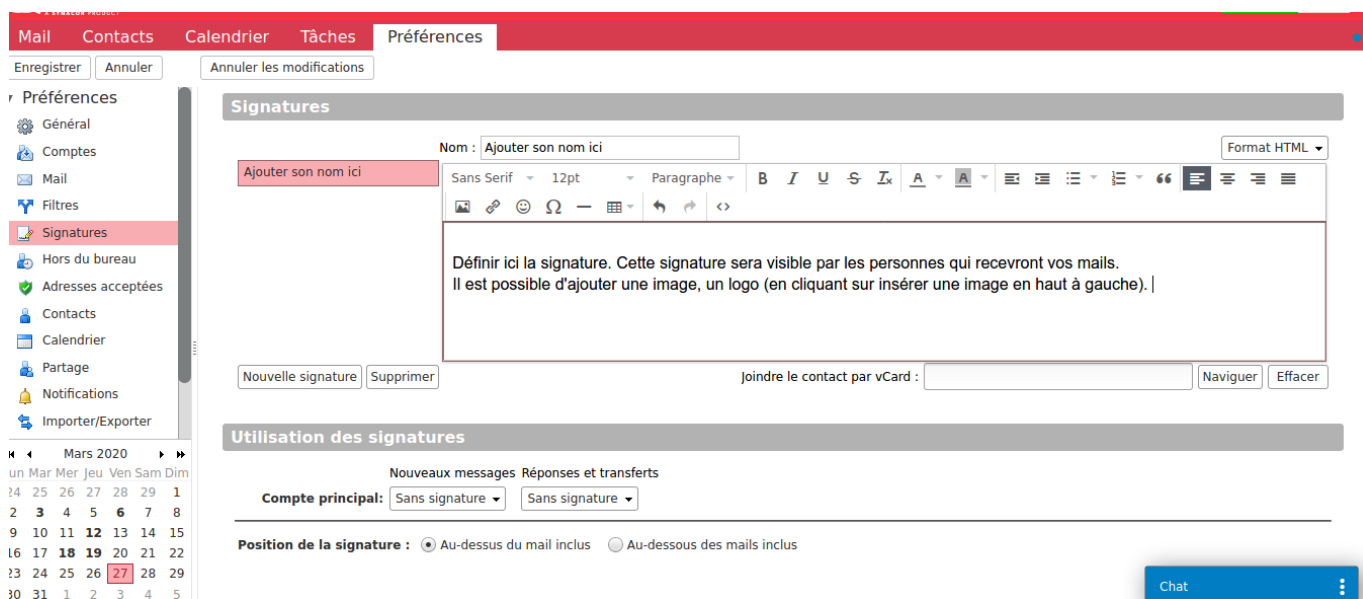 A SYNACOR PRODUCT
Mail Contacts Calendrier Tâches Préférences
Enregistrer Annuler Annuler les modifications
Préférences
Général
Comptes
Mail
Filtres
Signatures
Hors du bureau
Adresses acceptées
Contacts
Calendrier
Partage
Notifications
Importer/Exporter
Mars 2020
un Mar Mer Jeu Ven Sam Dim
24 25 26 27 28 29 1
2 3 4 5 6 7 8
9 10 11 12 13 14 15
16 17 18 19 20 21 22
23 24 25 26 27 28 29
30 31 1 2 3 4 5
Signatures
Nom : Ajouter son nom ici Format HTML
Ajouter son nom ici
Sans Serif 12pt Paragraphe B I U S Tx A A
Définir ici la signature. Cette signature sera visible par les personnes qui recevront vos mails.
Il est possible d'ajouter une image, un logo (en cliquant sur insérer une image en haut à gauche).
Nouvelle signature Supprimer Joindre le contact par vCard : Naviguer Effacer
Utilisation des signatures
Nouveaux messages Réponses et transferts
Compte principal: Sans signature Sans signature
Position de la signature : Au-dessus du mail inclus Au-dessous des mails inclus
Chat